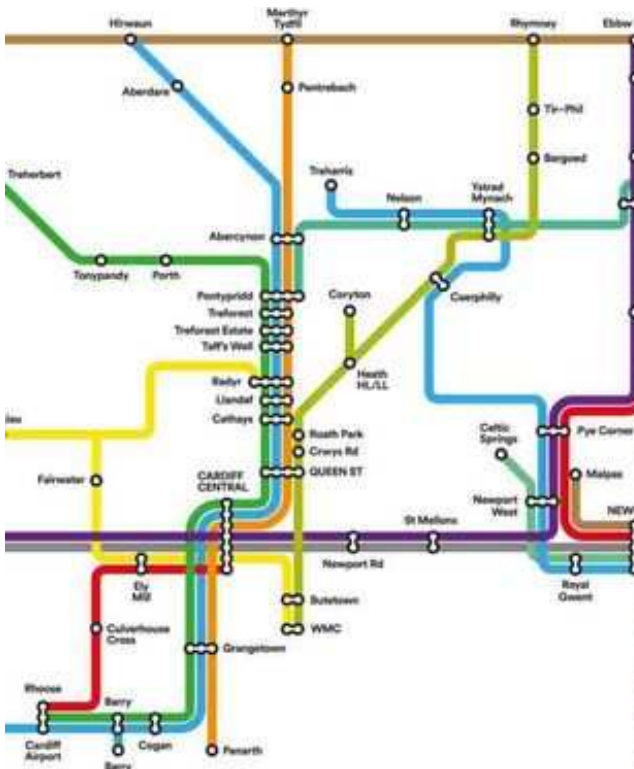 Merthyr
Tydfil
Hirwaun
Rhymney
Ebbw
Aberdare
Pentrebach
Tir-Phil
Bargoed
Treherbert
Treharris
Nelson
Ystrad
Mynach
Abercynon
Tonypandy
Porth
Caerphilly
Pontypridd
Coryton
Treforest
Treforest Estate
Taff's Well
Heath
HL/LL
Radyr
Llandaf
Cathays
Roath Park
Crwys Rd
Celtic
Springs
Pye Corner
Fairwater
CARDIFF
CENTRAL
QUEEN ST
Malpas
Newport
West
NEW
St Mellons
Newport Rd
Ely
Mill
Royal
Gwent
Butetown
WMC
Culverhouse
Cross
Grangetown
Rhoose
Barry
Cardiff
Airport
Cogan
Barry
Penarth